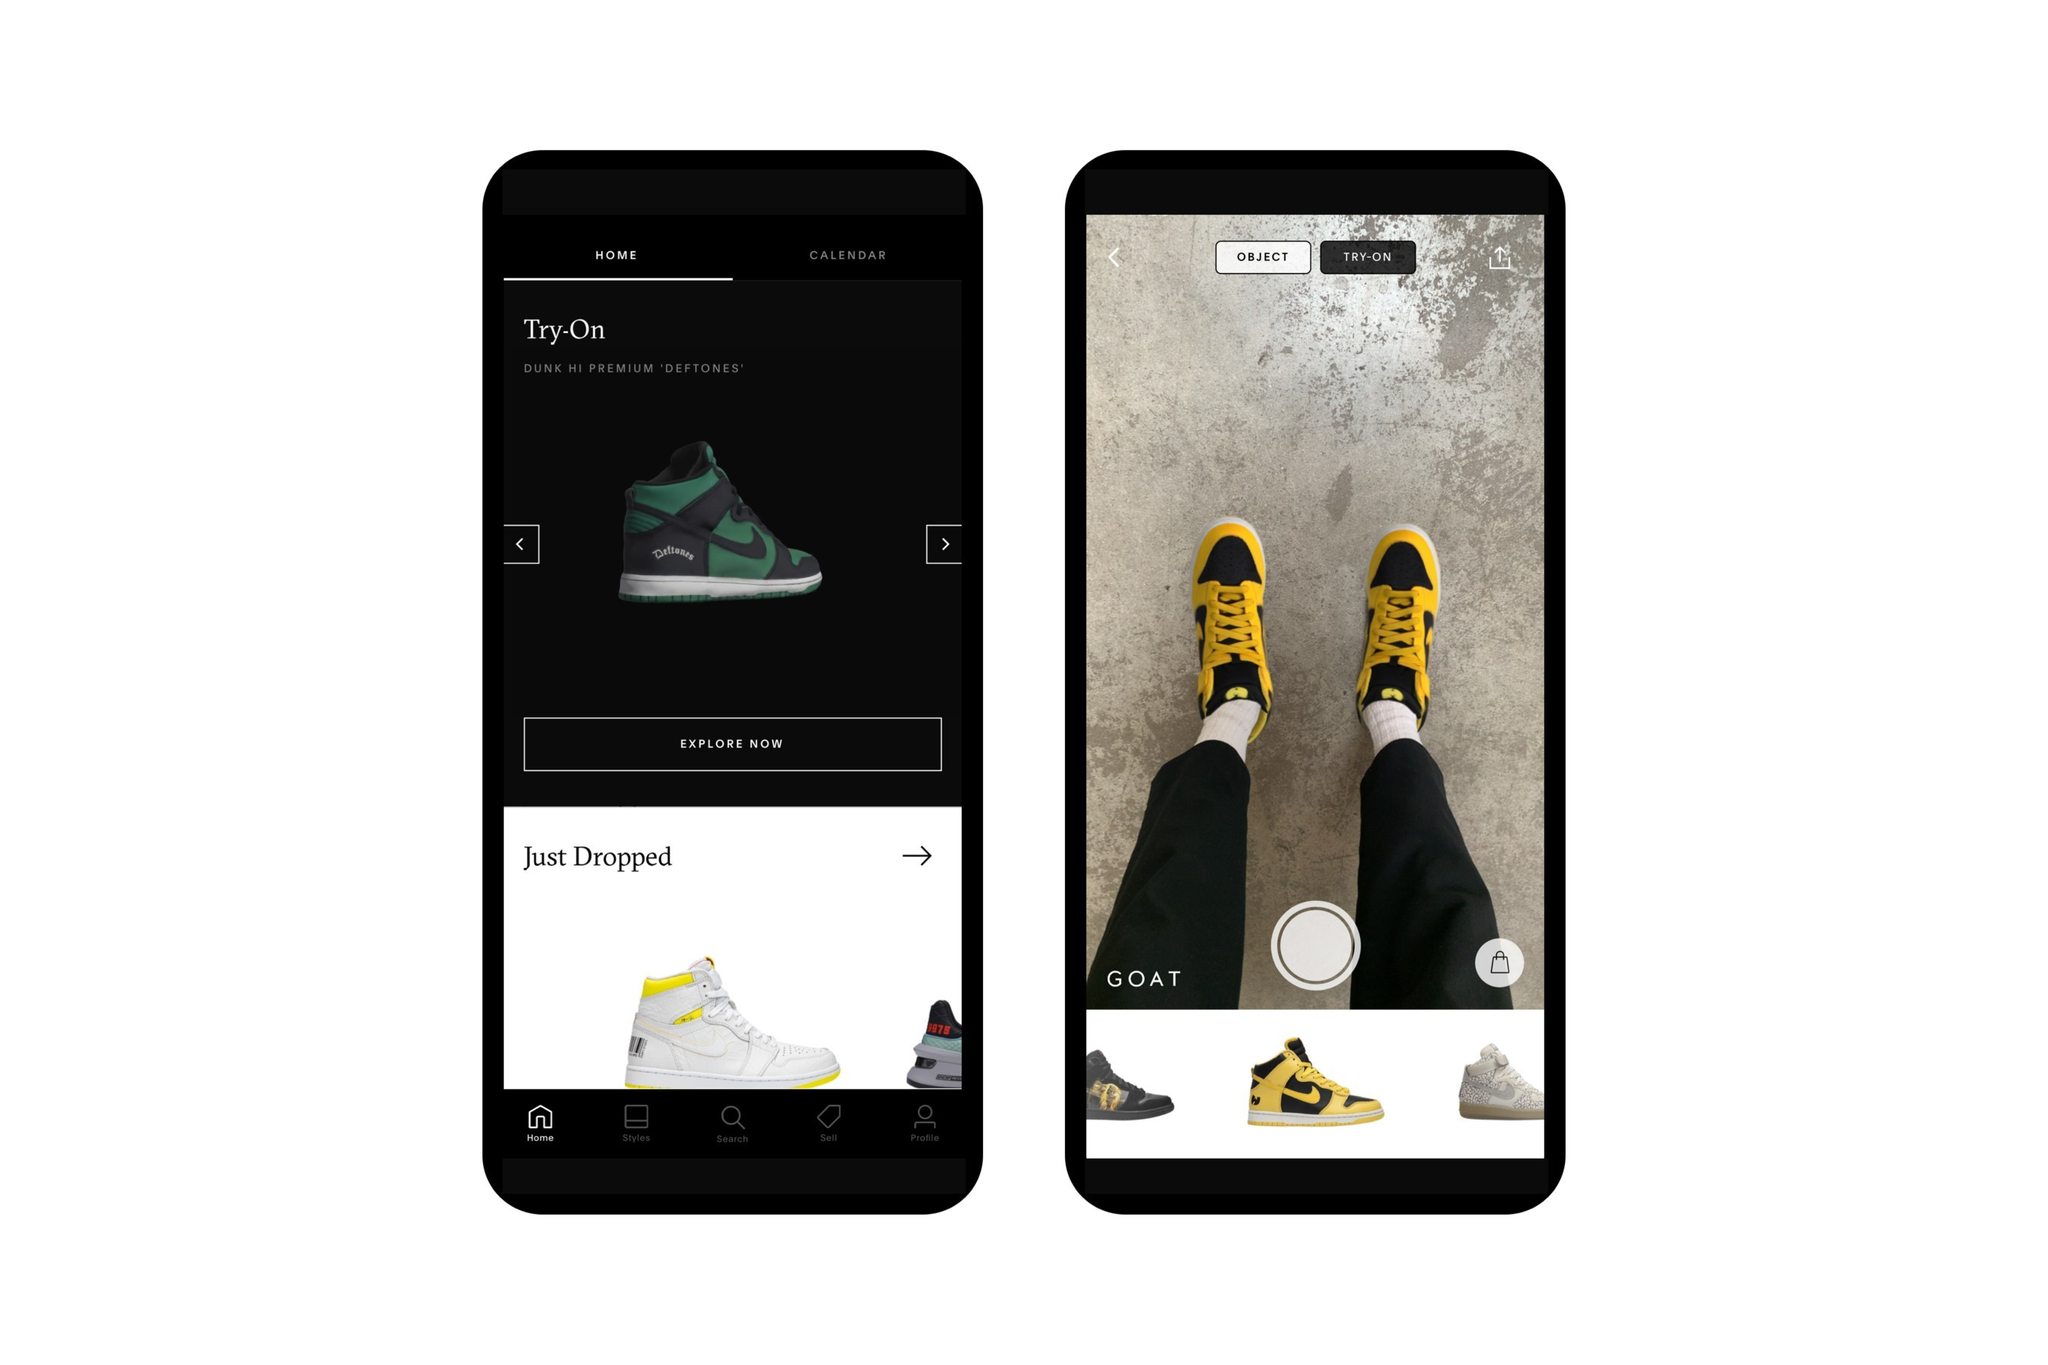 HOME
CALENDAR
Try-On
DUNK HI PREMIUM 'DEFTONES'
Deftones
EXPLORE NOW
Just Dropped
Home
Styles
Search
Sell
Profile
OBJECT
TRY-ON
GOAT